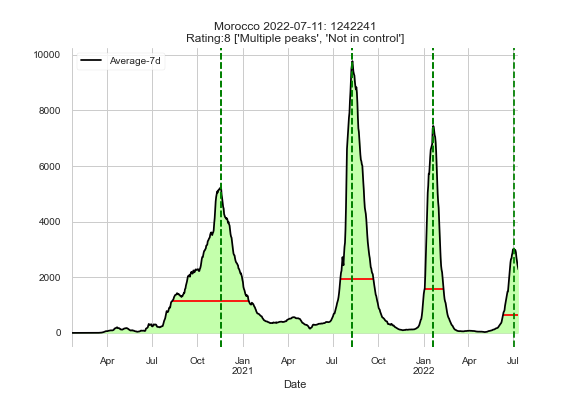 Morocco 2022-07-11: 1242241
Rating:8 ['Multiple peaks', 'Not in control']
Average-7d
10000
8000
6000
4000
2000
0
Apr Jul Oct Jan Apr Jul Oct Jan Apr Jul
2021 2022
Date